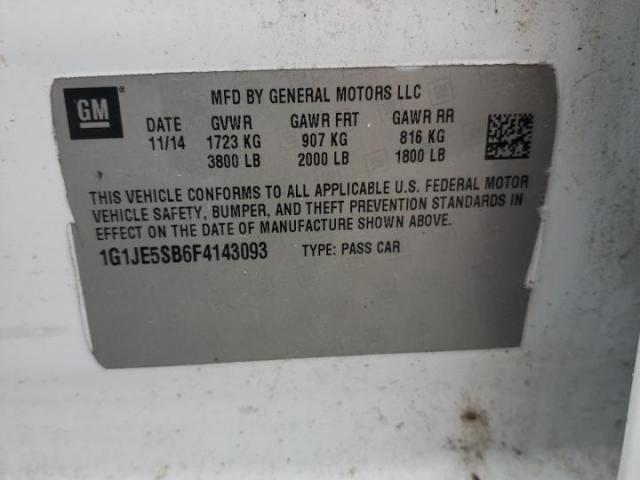 GM
MFD BY GENERAL MOTORS LLC
DATE GVWR GAWR FRT GAWR RR
11/14 1723 KG 907 KG 816 KG
3800 LB 2000 LB 1800 LB
THIS VEHICLE CONFORMS TO ALL APPLICABLE U.S. FEDERAL MOTOR
VEHICLE SAFETY, BUMPER, AND THEFT PREVENTION STANDARDS IN
EFFECT ON THE DATE OF MANUFACTURE SHOWN ABOVE.
1G1JE5SB6F4143093 TYPE: PASS CAR